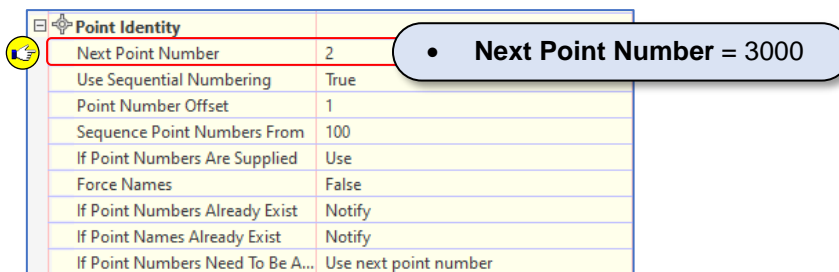 Point Identity
Next Point Number 2
• Next Point Number = 3000
Use Sequential Numbering True
Point Number Offset 1
Sequence Point Numbers From 100
If Point Numbers Are Supplied Use
Force Names False
If Point Numbers Already Exist Notify
If Point Names Already Exist Notify
If Point Numbers Need To Be A... Use next point number